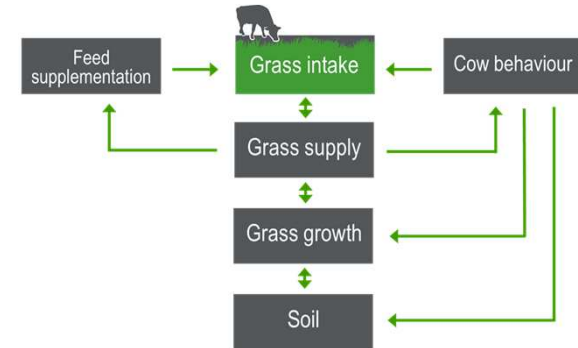 Feed
supplementation
Grass intake
Cow behaviour
Grass supply
Grass growth
Soil